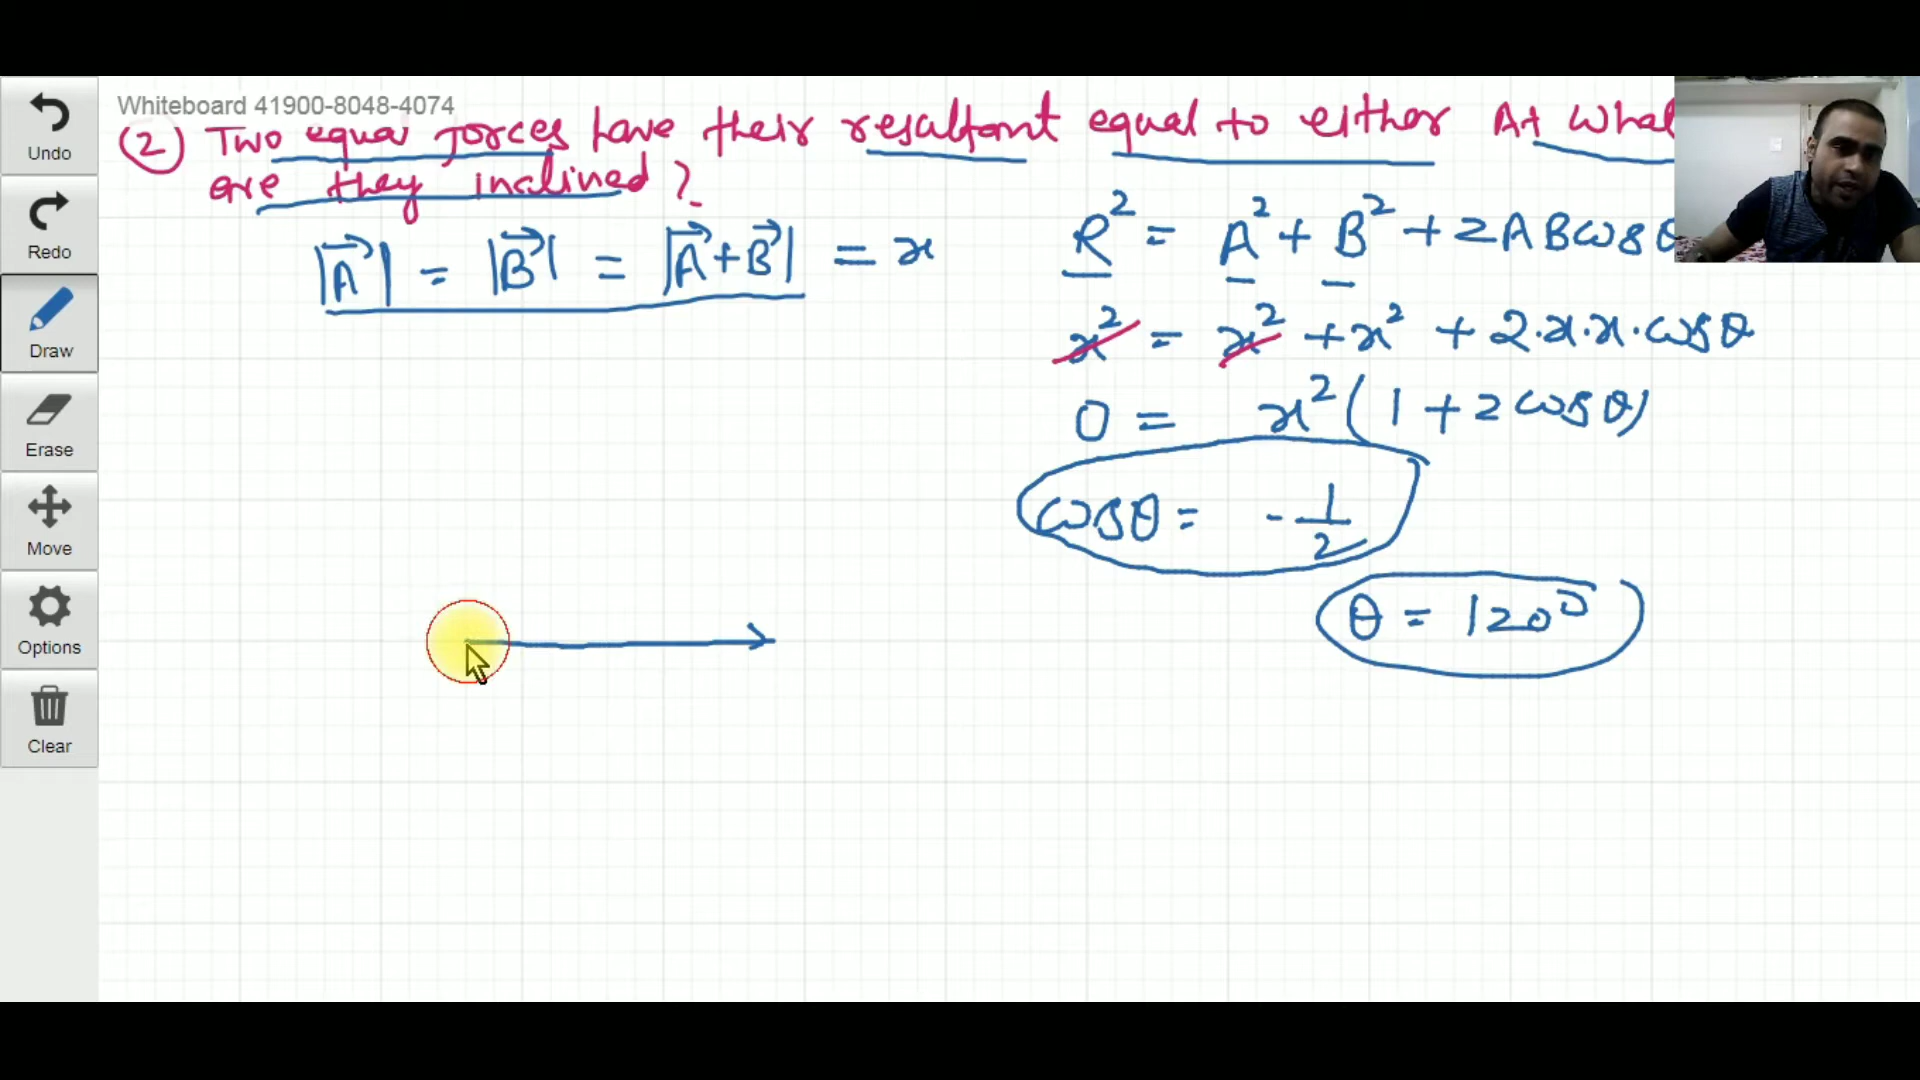 Whiteboard 41900-8048-4074
② Two equal forces have their resultant equal to either At what
are they inclined ?
|A⃗| = |B⃗| = |A⃗+B⃗| = x
R² = A² + B² + 2ABcosθ
x² = x² + x² + 2.x.x.cosθ
0 = x²(1 + 2cosθ)
cosθ = -1/2
θ = 120°
Undo
Redo
Draw
Erase
Move
Options
Clear